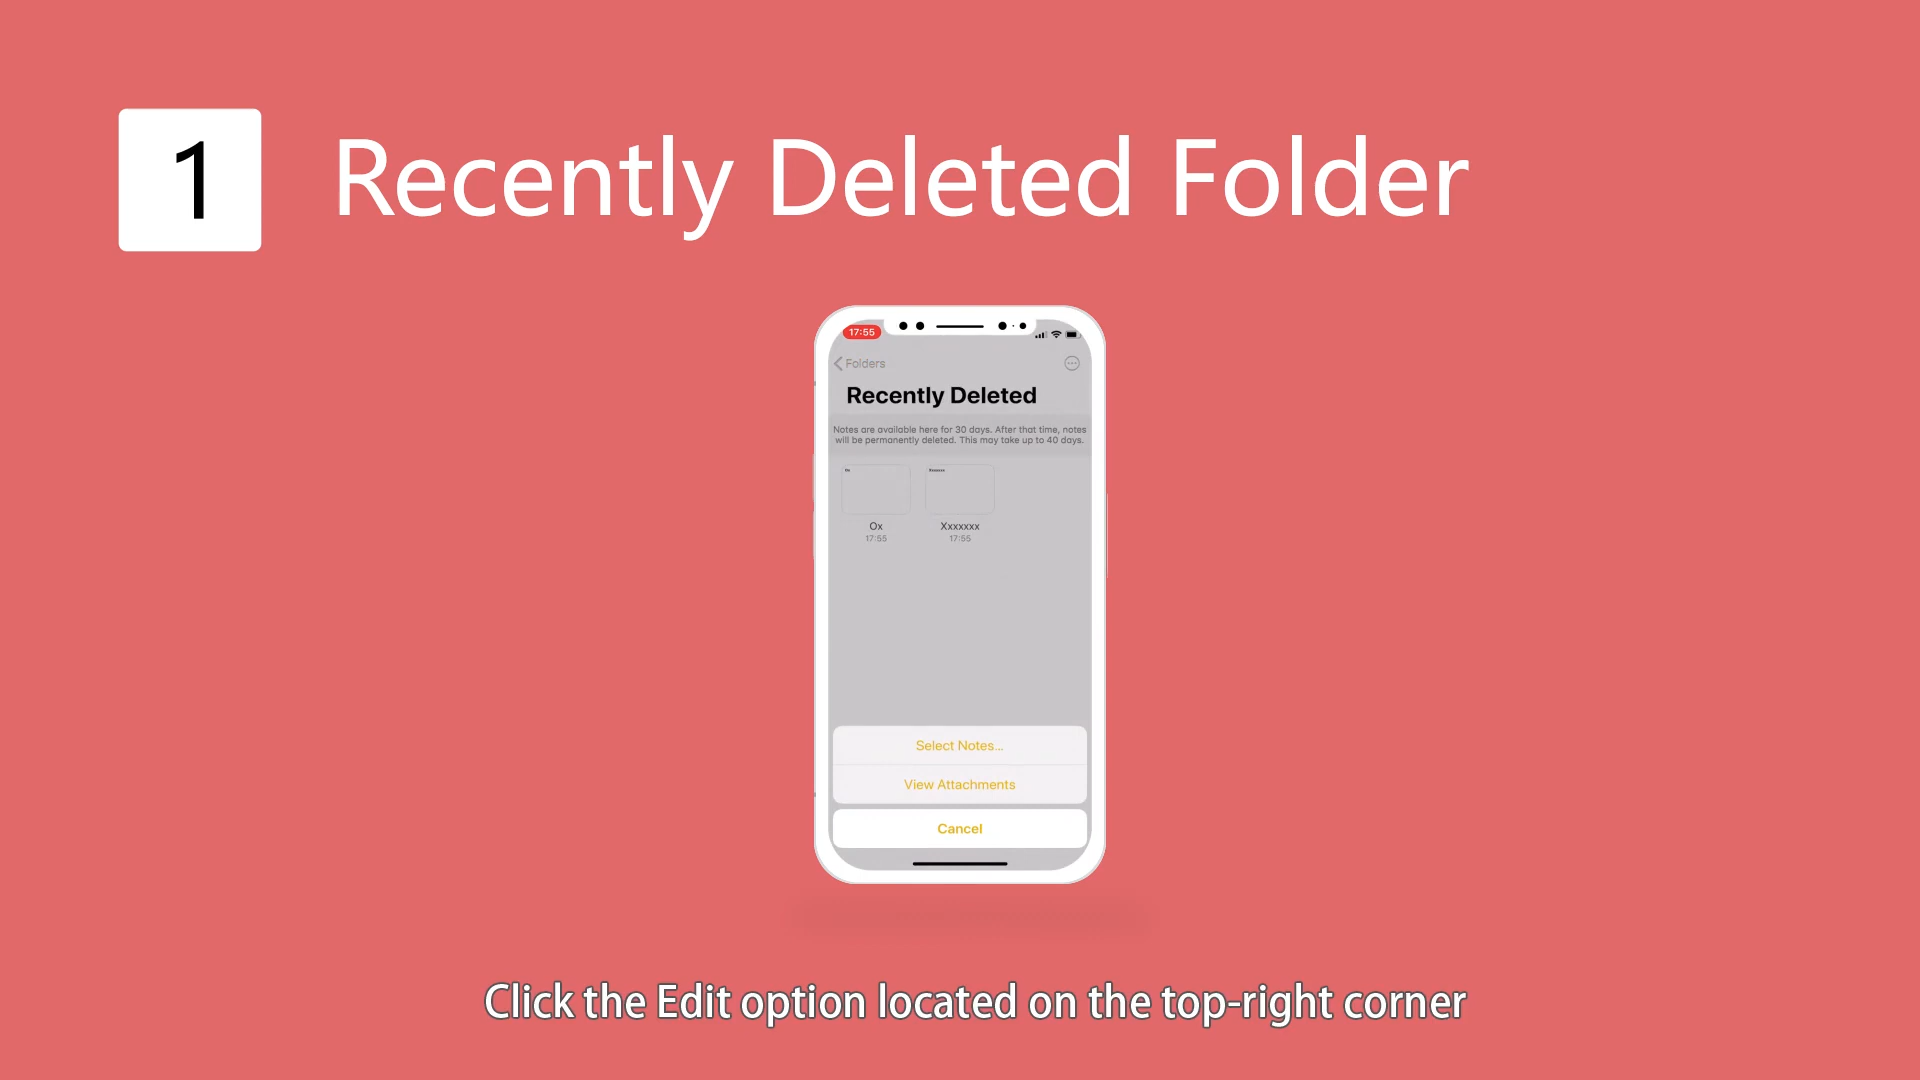 1
Recently Deleted Folder
17:55
Folders
Recently Deleted
Notes are available here for 30 days. After that time, notes
will be permanently deleted. This may take up to 40 days.
Ox
Xxxxxxx
Ox
Xxxxxxx
17:55
17:55
Select Notes...
View Attachments
Cancel
Click the Edit option located on the top-right corner